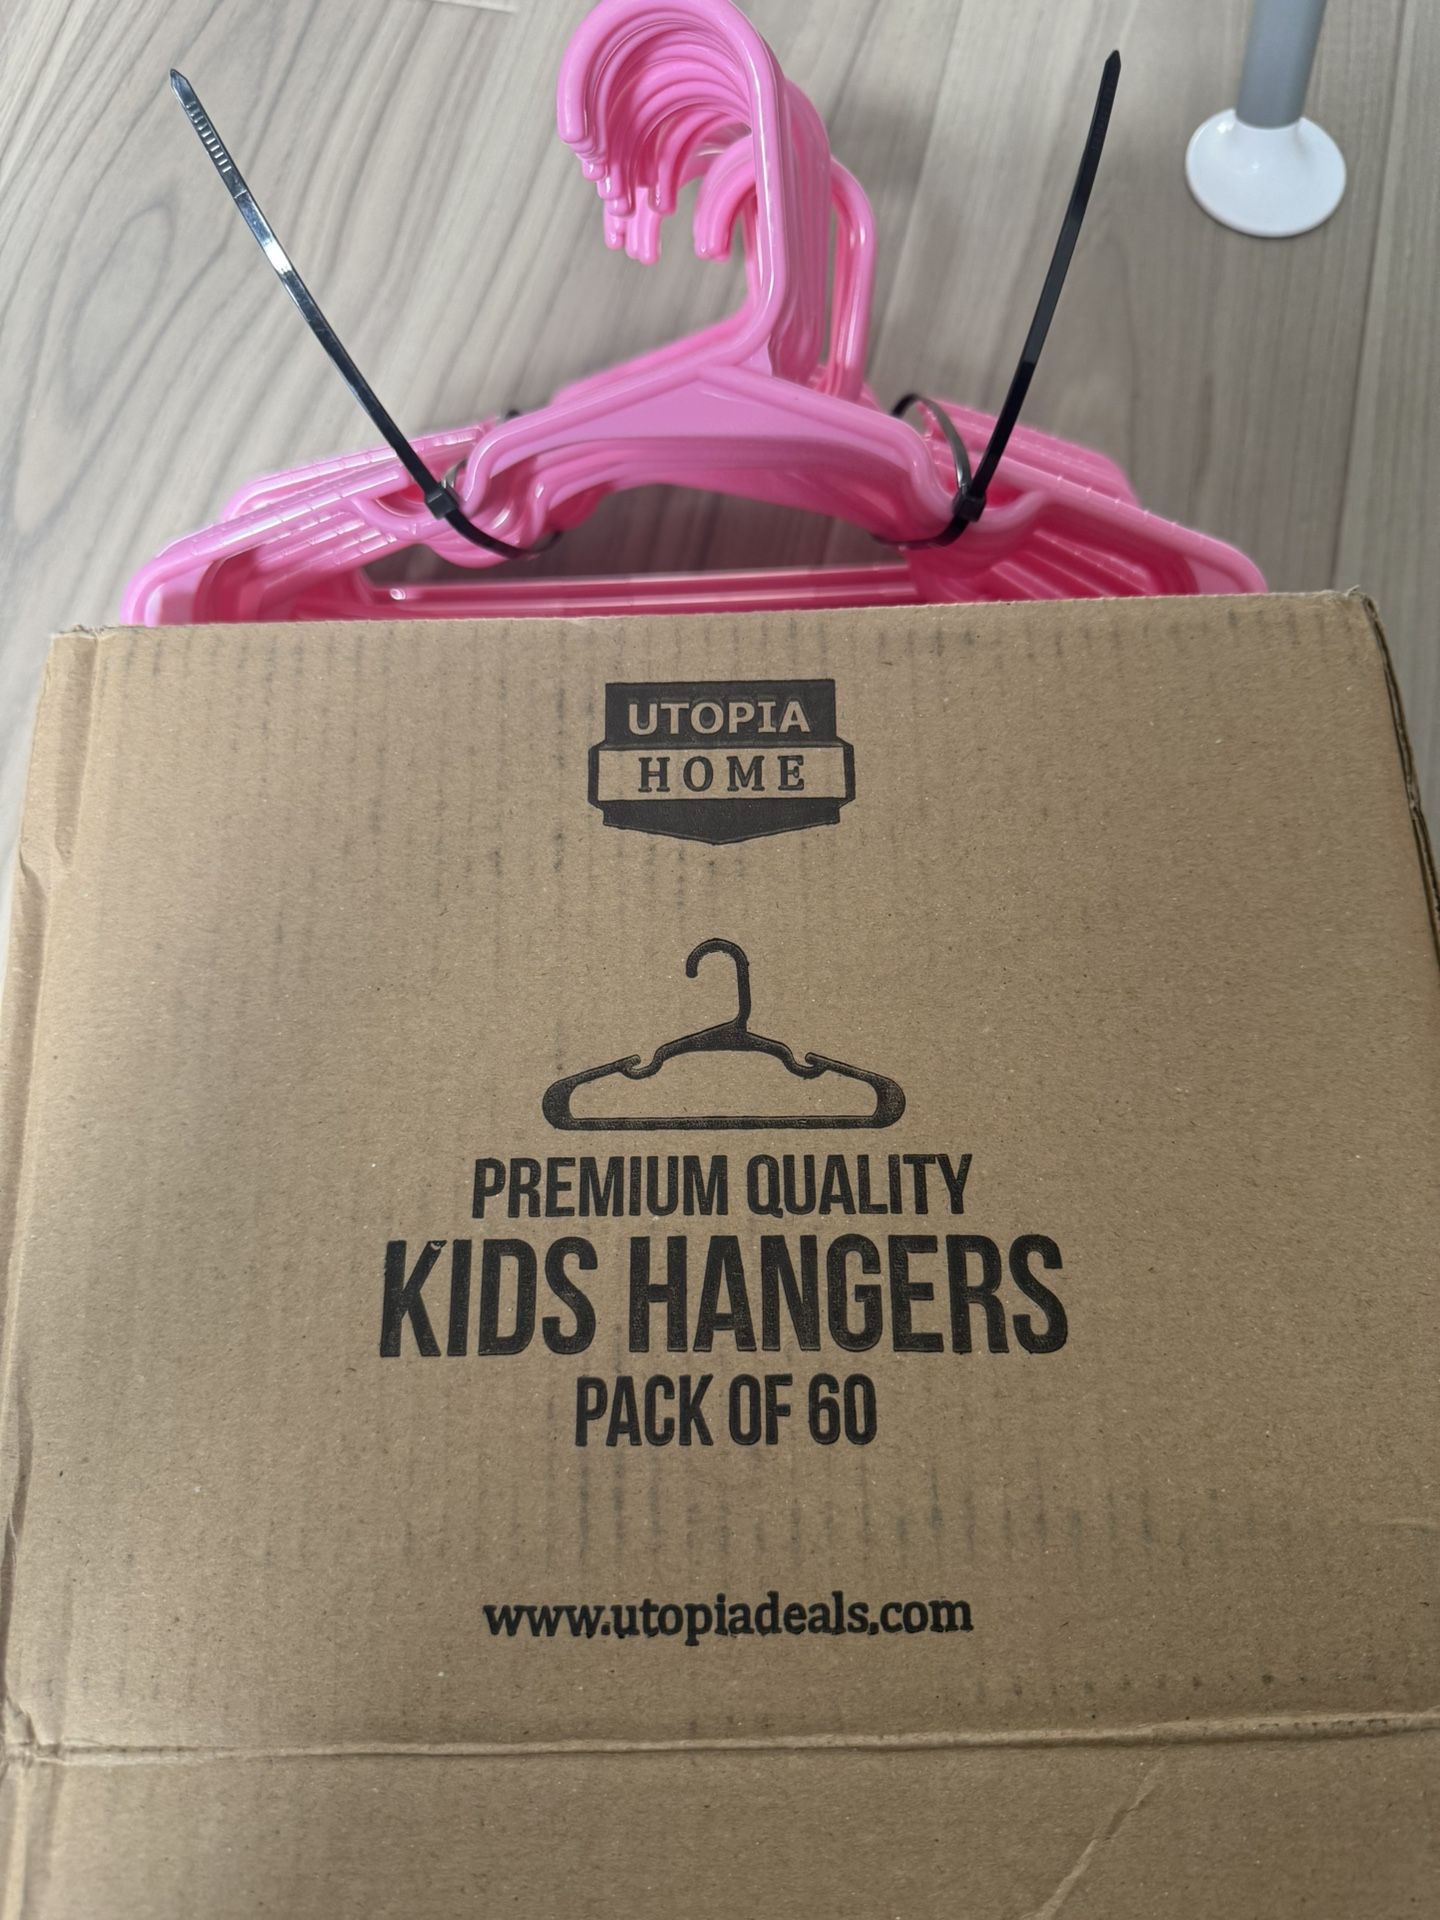 UTOPIA
HOME
PREMIUM QUALITY
KIDS HANGERS
PACK OF 60
www.utopiadeals.com